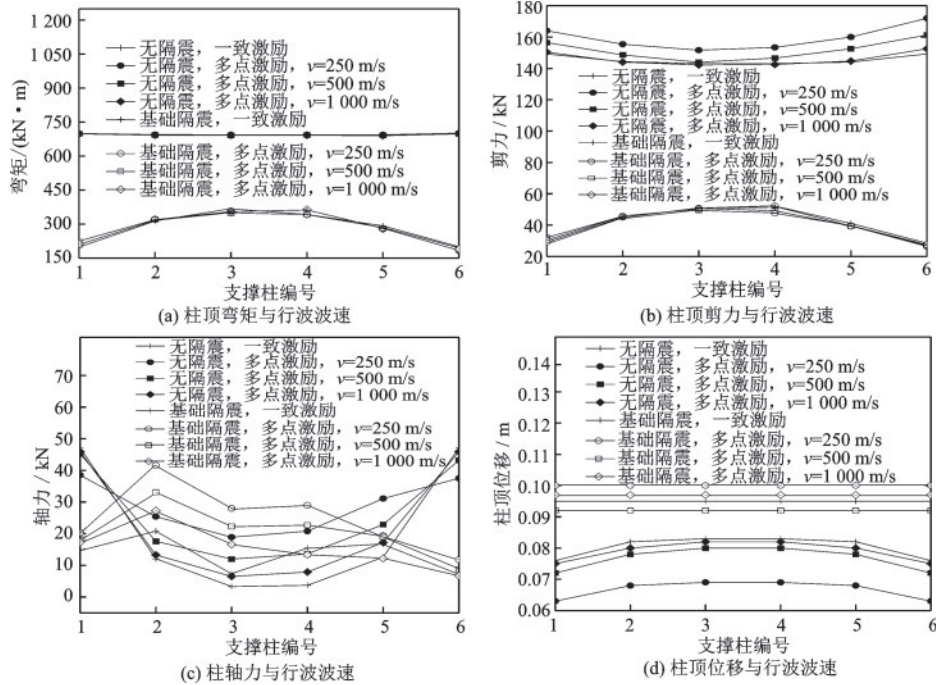 1 200
1 050
900
750
600
450
300
150
弯矩/(kN·m)
无隔震，一致激励
无隔震，多点激励，v=250 m/s
无隔震，多点激励，v=500 m/s
无隔震，多点激励，v=1 000 m/s
基础隔震，一致激励
基础隔震，多点激励，v=250 m/s
基础隔震，多点激励，v=500 m/s
基础隔震，多点激励，v=1 000 m/s
1 2 3 4 5 6
支撑柱编号
(a) 柱顶弯矩与行波波速
160
140
120
100
80
60
40
20
剪力/ kN
无隔震，一致激励
无隔震，多点激励，v=250 m/s
无隔震，多点激励，v=500 m/s
无隔震，多点激励，v=1 000 m/s
基础隔震，一致激励
基础隔震，多点激励，v=250 m/s
基础隔震，多点激励，v=500 m/s
基础隔震，多点激励，v=1 000 m/s
1 2 3 4 5 6
支撑柱编号
(b) 柱顶剪力与行波波速
70
60
50
40
30
20
10
0
轴力 / kN
无隔震，一致激励
无隔震，多点激励，v=250 m/s
无隔震，多点激励，v=500 m/s
无隔震，多点激励，v=1 000 m/s
基础隔震，一致激励
基础隔震，多点激励，v=250 m/s
基础隔震，多点激励，v=500 m/s
基础隔震，多点激励，v=1 000 m/s
1 2 3 4 5 6
支撑柱编号
(c) 柱轴力与行波波速
0.14
0.13
0.12
0.11
0.10
0.09
0.08
0.07
0.06
柱顶位移 / m
无隔震，一致激励
无隔震，多点激励，v=250 m/s
无隔震，多点激励，v=500 m/s
无隔震，多点激励，v=1 000 m/s
基础隔震，一致激励
基础隔震，多点激励，v=250 m/s
基础隔震，多点激励，v=500 m/s
基础隔震，多点激励，v=1 000 m/s
1 2 3 4 5 6
支撑柱编号
(d) 柱顶位移与行波波速